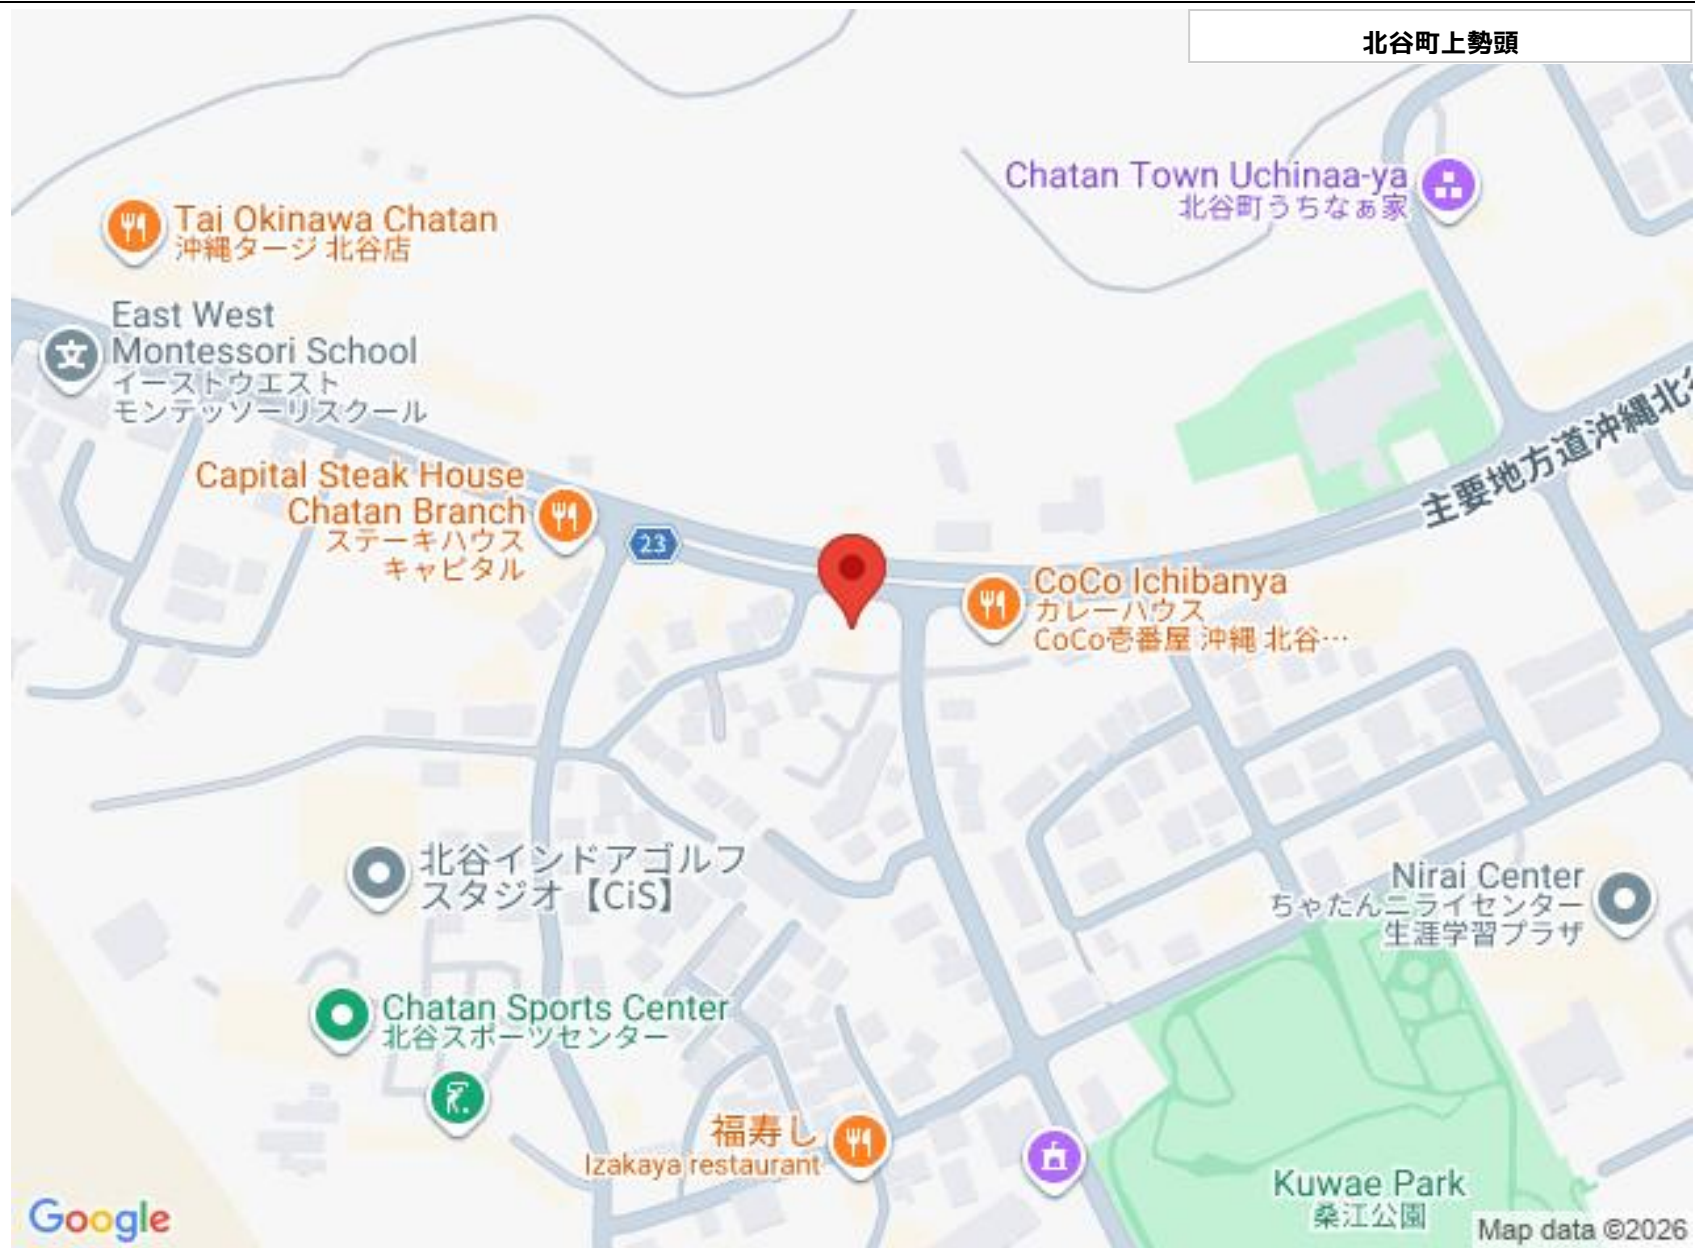 北谷町上勢頭
Chatan Town Uchinaa-ya
北谷町うちなぁ家
Tai Okinawa Chatan
沖縄タージ 北谷店
East West
Montessori School
イーストウエスト
モンテッソーリスクール
主要地方道沖縄北谷
Capital Steak House
Chatan Branch
ステーキハウス
キャピタル
23
CoCo Ichibanya
カレーハウス
CoCo壱番屋 沖縄 北谷…
北谷インドアゴルフ
スタジオ【CiS】
Nirai Center
ちゃたんニライセンター
生涯学習プラザ
Chatan Sports Center
北谷スポーツセンター
福寿し
Izakaya restaurant
Kuwae Park
桑江公園
Google
Map data ©2026